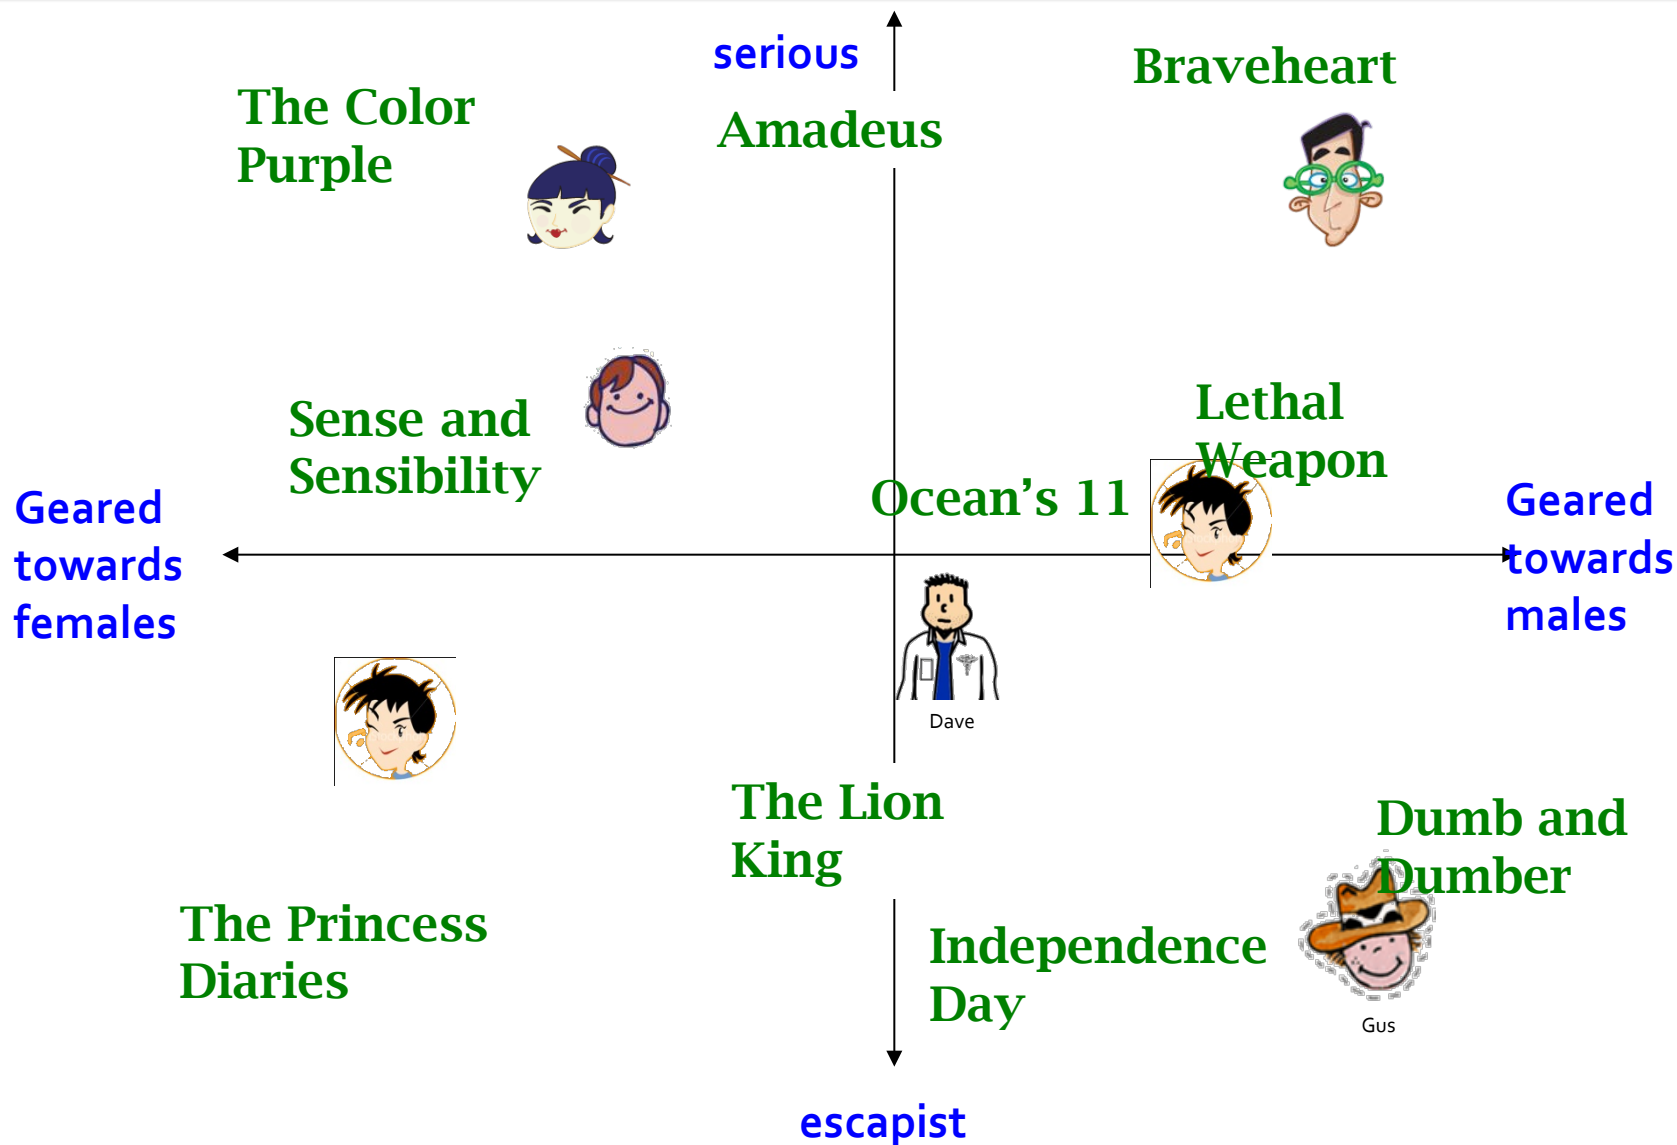 serious
Braveheart
The Color
Purple
Amadeus
Lethal
Weapon
Sense and
Sensibility
Ocean's 11
Geared
towards
females
Geared
towards
males
Dave
The Lion
King
Dumb and
Dumber
The Princess
Diaries
Independence
Day
Gus
escapist